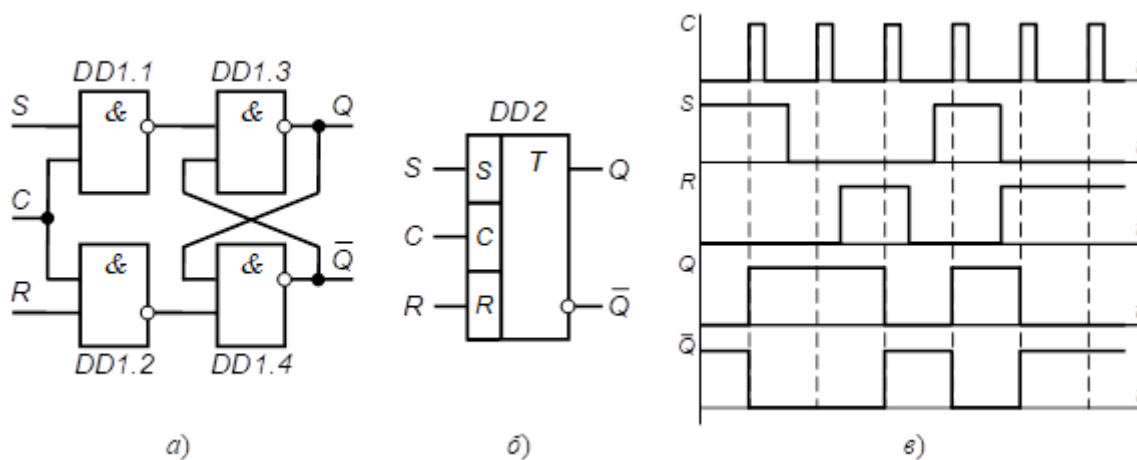 DD1.1 DD1.3
S & & Q
C
R & & Q̅
DD1.2 DD1.4
а)
DD2
S S T Q
C C
R R Q̅
б)
C
S
R
Q
Q̅
в)